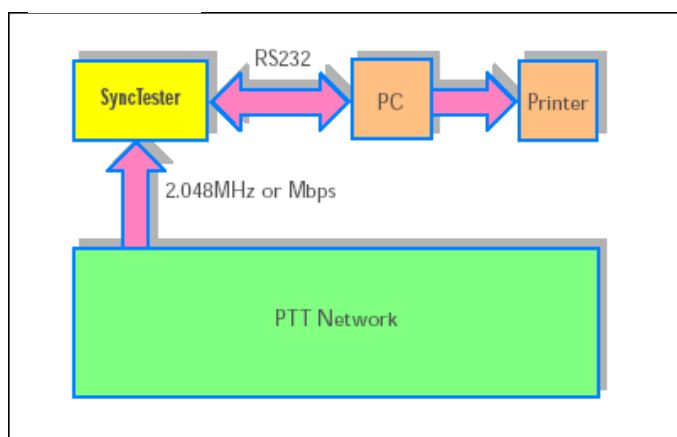 RS232
SyncTester
PC
Printer
2.048MHz or Mbps
PTT Network